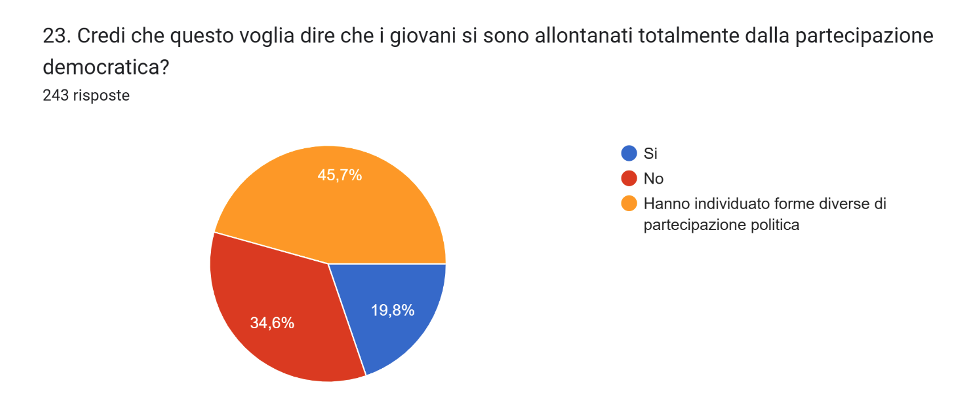 23. Credi che questo voglia dire che i giovani si sono allontanati totalmente dalla partecipazione
democratica?
243 risposte
Si
No
Hanno individuato forme diverse di
partecipazione politica
45,7%
34,6%
19,8%